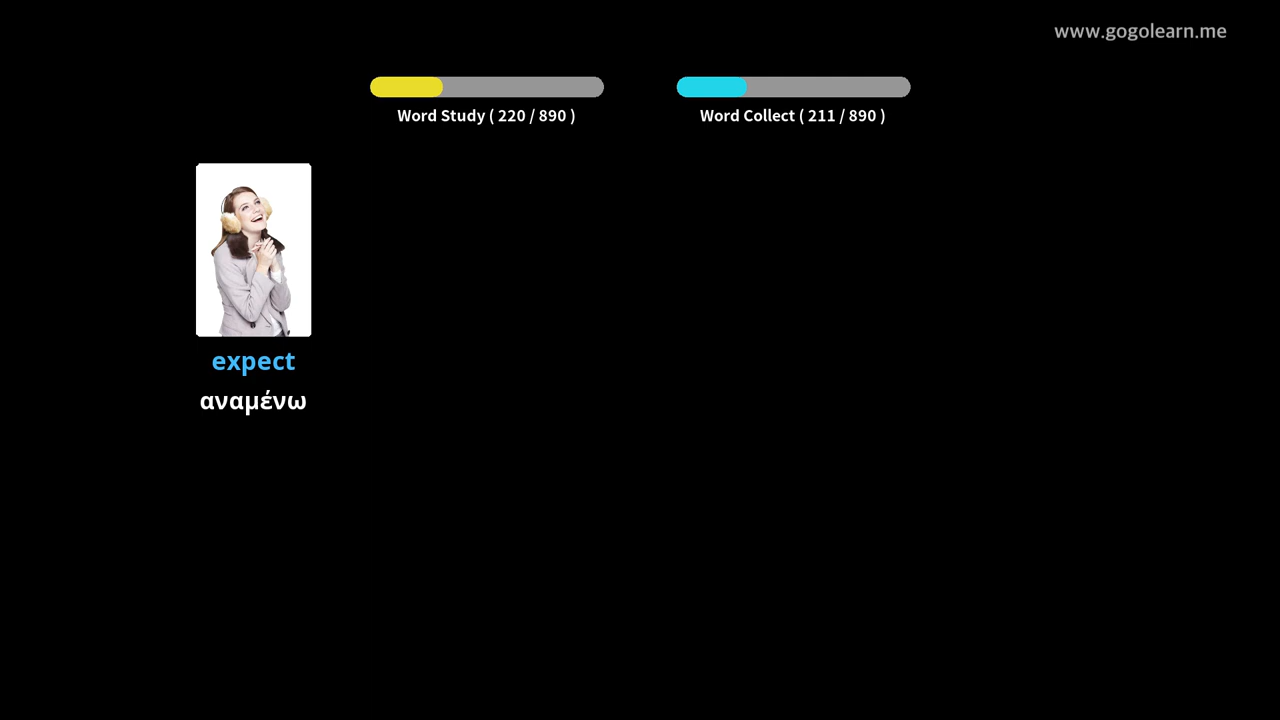 www.gogolearn.me
Word Study ( 220 / 890 )
Word Collect ( 211 / 890 )
expect
αναμένω